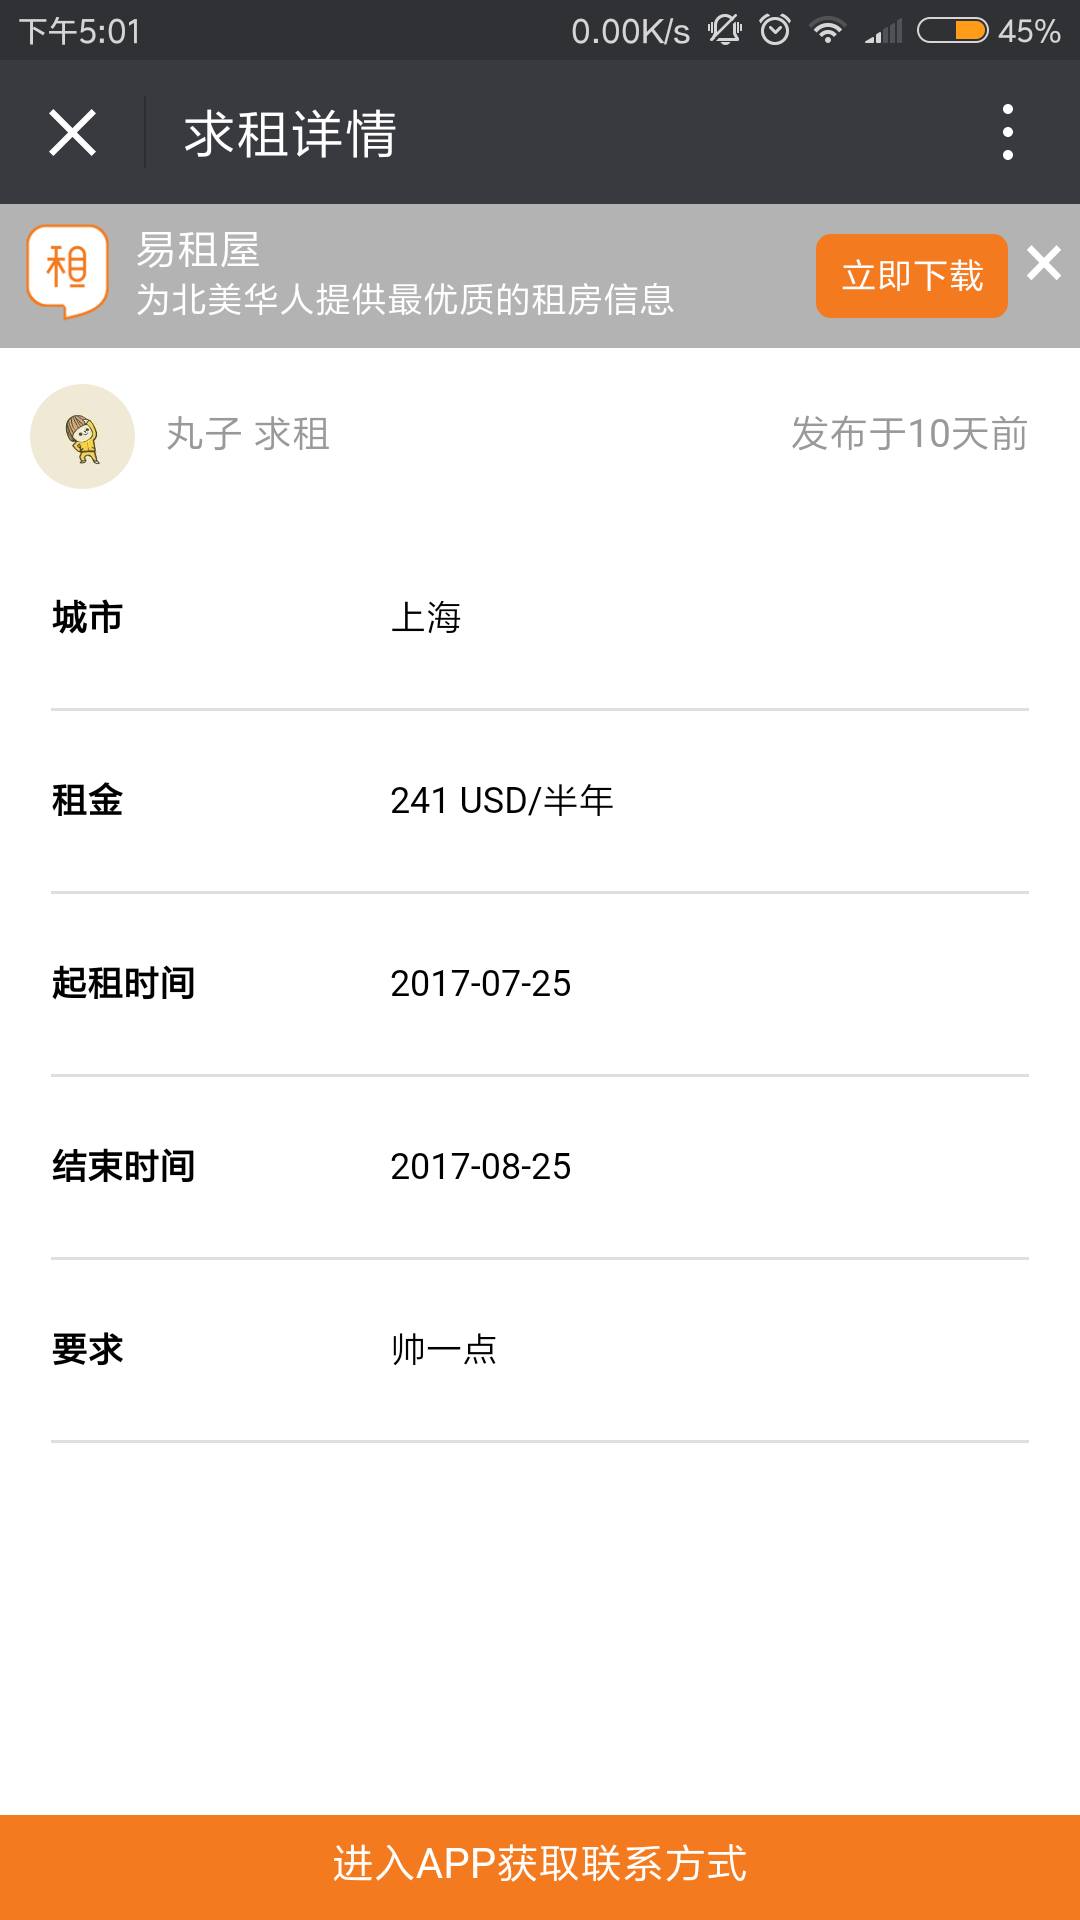 下午5:01 0.00K/s 45%
求租详情
租
易租屋
为北美华人提供最优质的租房信息
立即下载
丸子 求租 发布于10天前
城市 上海
租金 241 USD/半年
起租时间 2017-07-25
结束时间 2017-08-25
要求 帅一点
进入APP获取联系方式